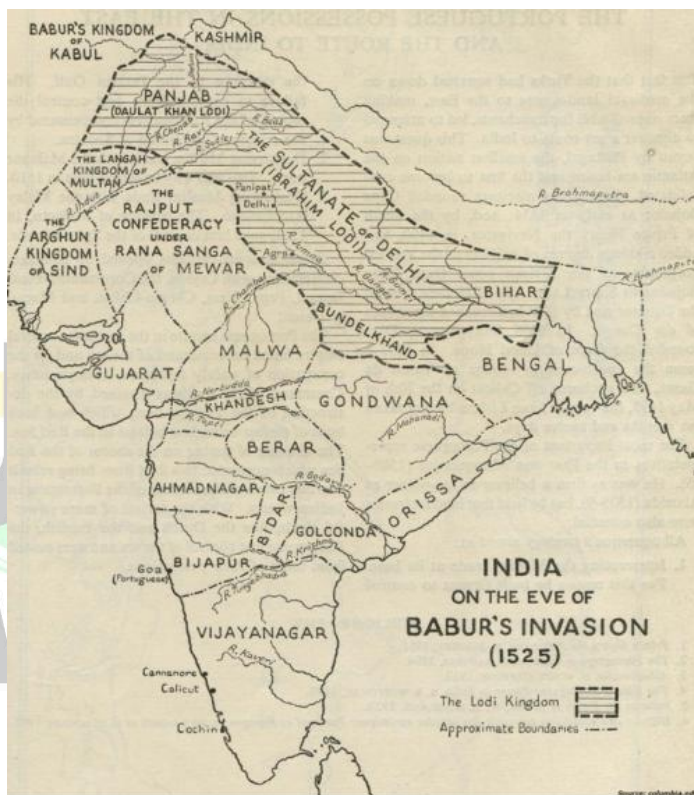 BABUR'S KINGDOM
OF
KABUL
KASHMIR
PANJAB
(DAULAT KHAN LODI)
R. Chenab
R. Ravi
R. Beas
R. Sutlej
THE LANGAH
KINGDOM OF
MULTAN
R. Indus
THE
ARGHUN
KINGDOM
OF SIND
THE
RAJPUT
CONFEDERACY
UNDER
RANA SANGA
OF MEWAR
THE SULTANATE OF DELHI
(IBRAHIM LODI)
Panipat
Delhi
Agra
R. Jumna
R. Ganges
R. Chambal
R. Brahmaputra
R. Brahmaputra
BIHAR
BUNDELKHAND
MALWA
BENGAL
GUJARAT
R. Narbudda
KHANDESH
R. Tapti
GONDWANA
R. Mahanadi
BERAR
AHMADNAGAR
R. Godavari
BIDAR
ORISSA
GOLCONDA
BIJAPUR
R. Krishna
Goa
(Portuguese)
R. Tungabhadra
VIJAYANAGAR
R. Kaveri
Cannanore
Calicut
Cochin
INDIA
ON THE EVE OF
BABUR'S INVASION
(1525)
The Lodi Kingdom
Approximate Boundaries